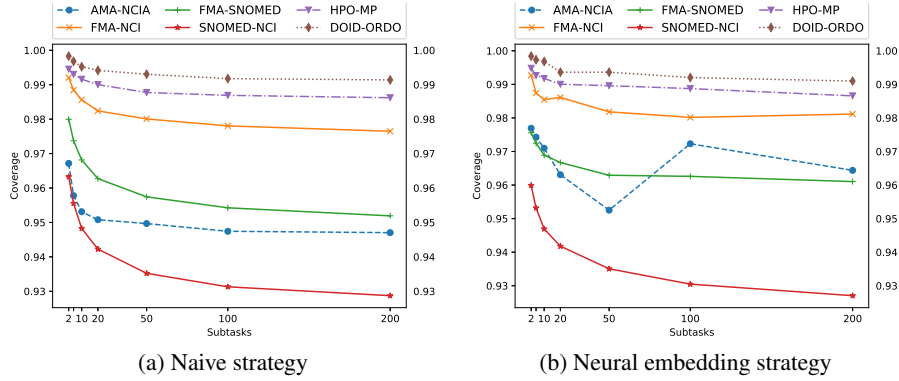 AMA-NCIA FMA-SNOMED HPO-MP
FMA-NCI SNOMED-NCI DOID-ORDO
1.00 1.00
0.99 0.99
0.98 0.98
0.97 0.97
0.96 0.96
0.95 0.95
0.94 0.94
0.93 0.93
Coverage
2 10 20 50 100 200
Subtasks
(a) Naive strategy
AMA-NCIA FMA-SNOMED HPO-MP
FMA-NCI SNOMED-NCI DOID-ORDO
1.00 1.00
0.99 0.99
0.98 0.98
0.97 0.97
0.96 0.96
0.95 0.95
0.94 0.94
0.93 0.93
Coverage
2 10 20 50 100 200
Subtasks
(b) Neural embedding strategy